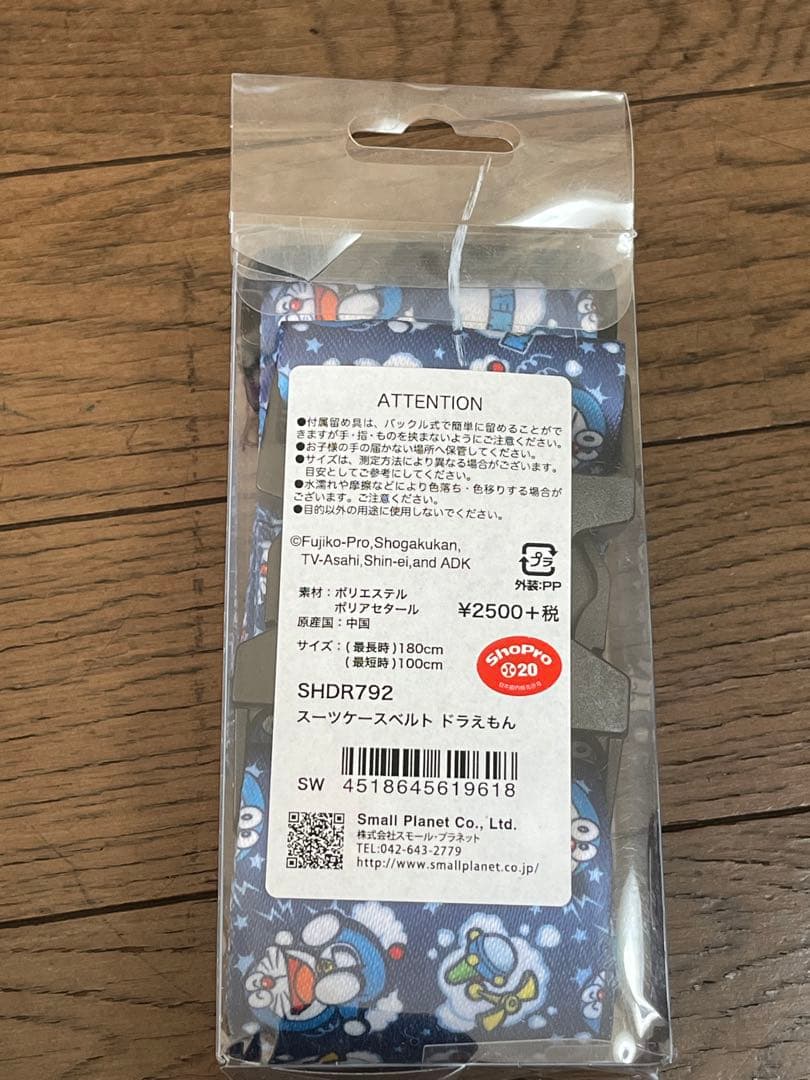 ATTENTION
●付属留め具は、バックル式で簡単に留めることがで
きますが手・指・ものを挟まないようにご注意ください。
●お子様の手の届かない場所へ保管してください。
●サイズは、測定方法により異なる場合がございます。
目安としてご参考にしてください。
●水濡れや摩擦などにより色落ち・色移りする場合が
ございます。ご注意ください。
●目的以外の用途に使用しないでください。
©Fujiko-Pro,Shogakukan,
TV-Asahi,Shin-ei,and ADK
プラ
外装:PP
素材：ポリエステル
ポリアセタール
¥2500+税
原産国：中国
サイズ：(最長時)180cm
(最短時)100cm
ShoPro
20
SHDR792
スーツケースベルト ドラえもん
SW 4518645619618
Small Planet Co., Ltd.
株式会社スモール・プラネット
TEL:042-643-2779
http://www.smallplanet.co.jp/